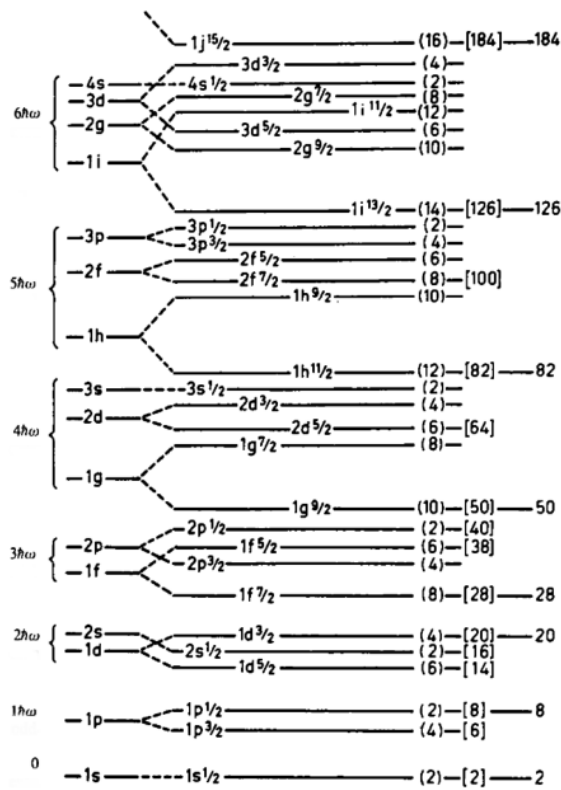 1j15/2 (16) [184] 184
3d3/2 (4)
4s 4s1/2 (2)
3d 2g7/2 (8)
6ħω 1i11/2 (12)
2g 3d5/2 (6)
2g9/2 (10)
1i
1i13/2 (14) [126] 126
3p1/2 (2)
3p 3p3/2 (4)
2f5/2 (6)
2f 2f7/2 (8) [100]
5ħω 1h9/2 (10)
1h
1h11/2 (12) [82] 82
3s 3s1/2 (2)
2d3/2 (4)
2d 2d5/2 (6) [64]
4ħω 1g7/2 (8)
1g
1g9/2 (10) [50] 50
2p1/2 (2) [40]
3ħω 2p 1f5/2 (6) [38]
2p3/2 (4)
1f
1f7/2 (8) [28] 28
2ħω 2s 1d3/2 (4) [20] 20
1d 2s1/2 (2) [16]
1d5/2 (6) [14]
1ħω 1p1/2 (2) [8] 8
1p 1p3/2 (4) [6]
0
1s 1s1/2 (2) [2] 2